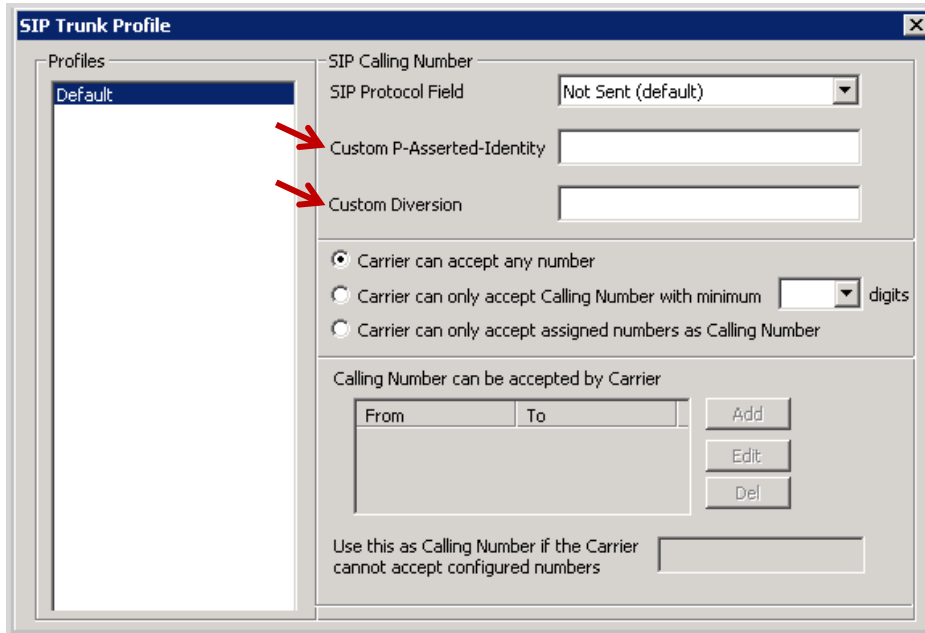 SIP Trunk Profile
Profiles
Default
SIP Calling Number
SIP Protocol Field
Not Sent (default)
Custom P-Asserted-Identity
Custom Diversion
Carrier can accept any number
Carrier can only accept Calling Number with minimum digits
Carrier can only accept assigned numbers as Calling Number
Calling Number can be accepted by Carrier
From To
Add
Edit
Del
Use this as Calling Number if the Carrier
cannot accept configured numbers